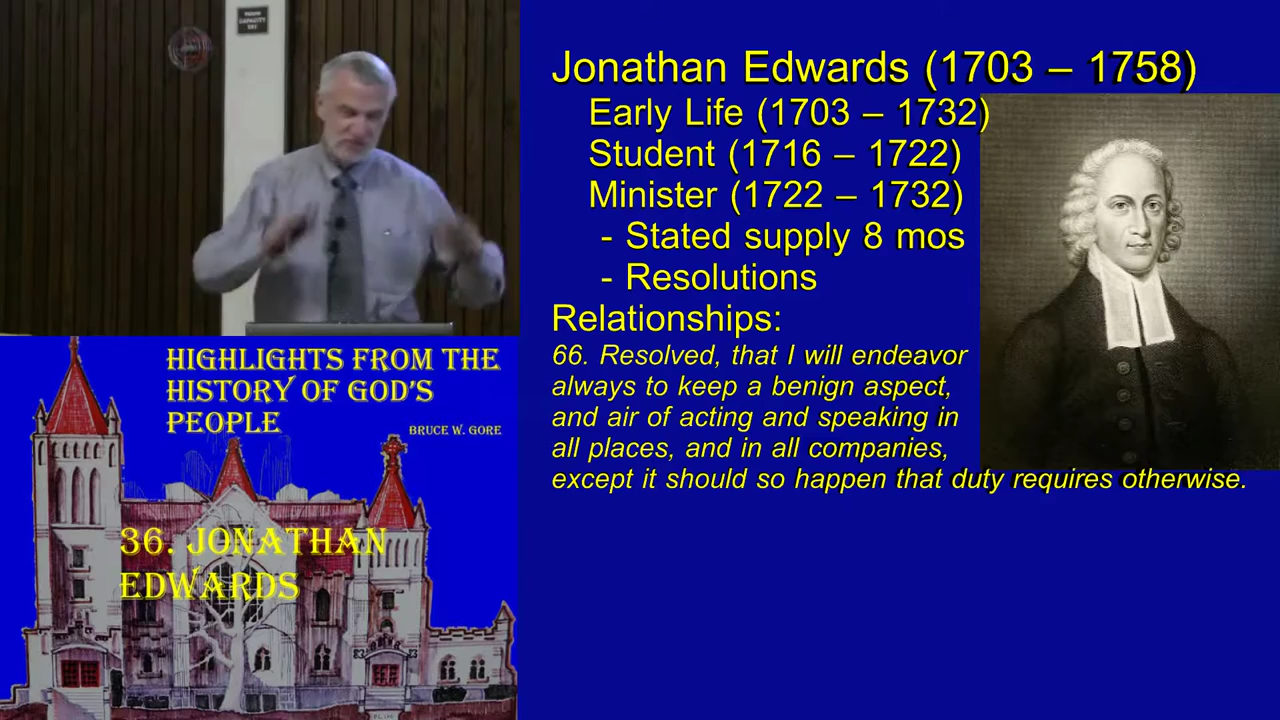 ROOM
CAPACITY
Jonathan Edwards (1703 – 1758)
Early Life (1703 – 1732)
Student (1716 – 1722)
Minister (1722 – 1732)
- Stated supply 8 mos
- Resolutions
Relationships:
66. Resolved, that I will endeavor
always to keep a benign aspect,
and air of acting and speaking in
all places, and in all companies,
except it should so happen that duty requires otherwise.
HIGHLIGHTS FROM THE
HISTORY OF GOD'S
PEOPLE
BRUCE W. GORE
36. JONATHAN
EDWARDS